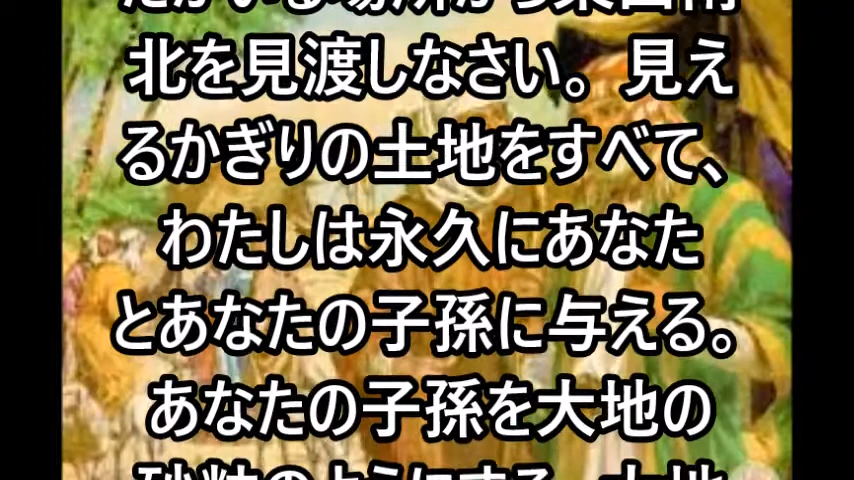 北を見渡しなさい。見え
るかぎりの土地をすべて、
わたしは永久にあなた
とあなたの子孫に与える。
あなたの子孫を大地の